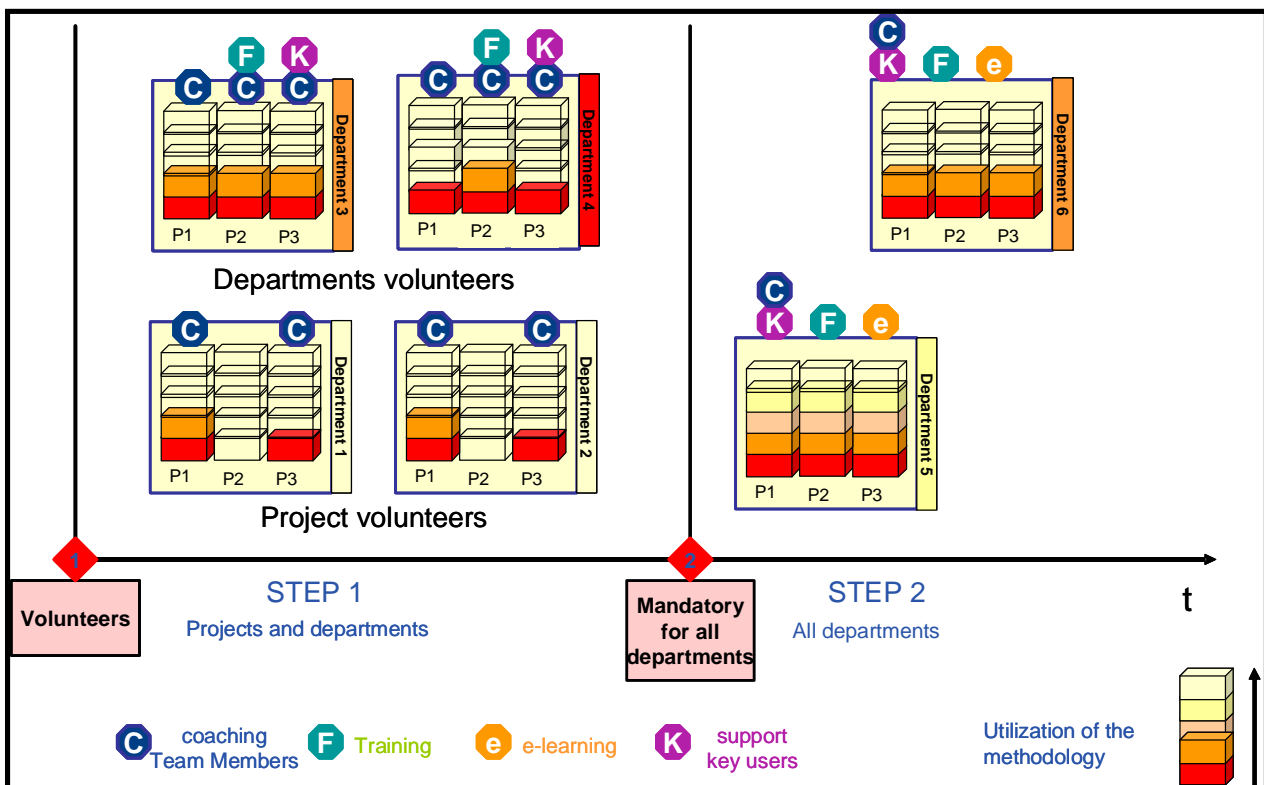 C
F
C
K
C
Department 3
P1
P2
P3
C
F
C
K
C
Department 4
P1
P2
P3
C
K
F
e
Department 6
P1
P2
P3
Departments volunteers
C
C
Department 1
P1
P2
P3
C
C
Department 2
P1
P2
P3
C
K
F
e
Department 5
P1
P2
P3
Project volunteers
1
2
Volunteers
STEP 1
Projects and departments
Mandatory
for all
departments
STEP 2
All departments
t
C
coaching
Team Members
F
Training
e
e-learning
K
support
key users
Utilization of the
methodology